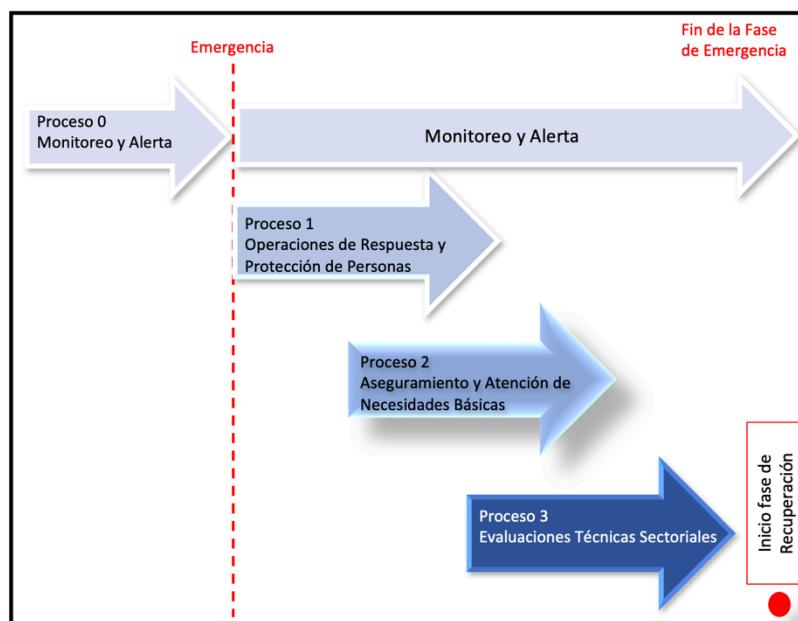 Emergencia
Fin de la Fase
de Emergencia
Proceso 0
Monitoreo y Alerta
Monitoreo y Alerta
Proceso 1
Operaciones de Respuesta y
Protección de Personas
Proceso 2
Aseguramiento y Atención de
Necesidades Básicas
Proceso 3
Evaluaciones Técnicas Sectoriales
Inicio fase de
Recuperación